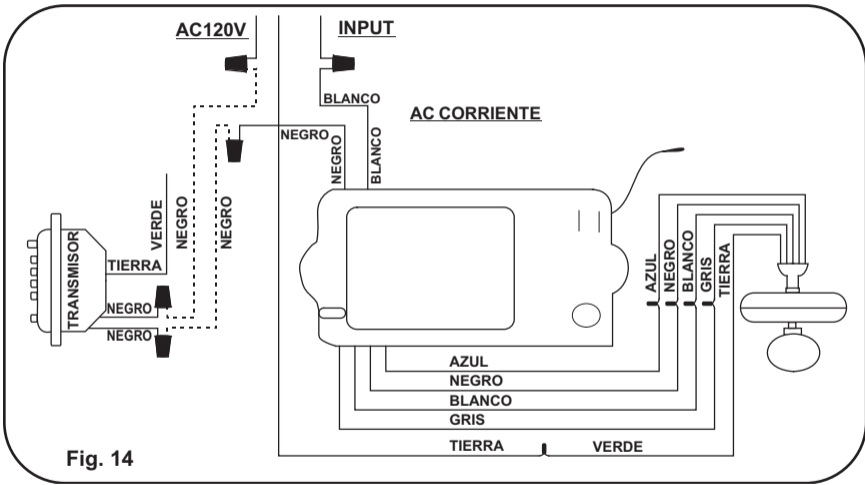 AC120V
INPUT
BLANCO
AC CORRIENTE
NEGRO
NEGRO
BLANCO
VERDE
NEGRO
NEGRO
TRANSMISOR
TIERRA
NEGRO
NEGRO
AZUL
NEGRO
BLANCO
GRIS
TIERRA
AZUL
NEGRO
BLANCO
GRIS
TIERRA
VERDE
Fig. 14